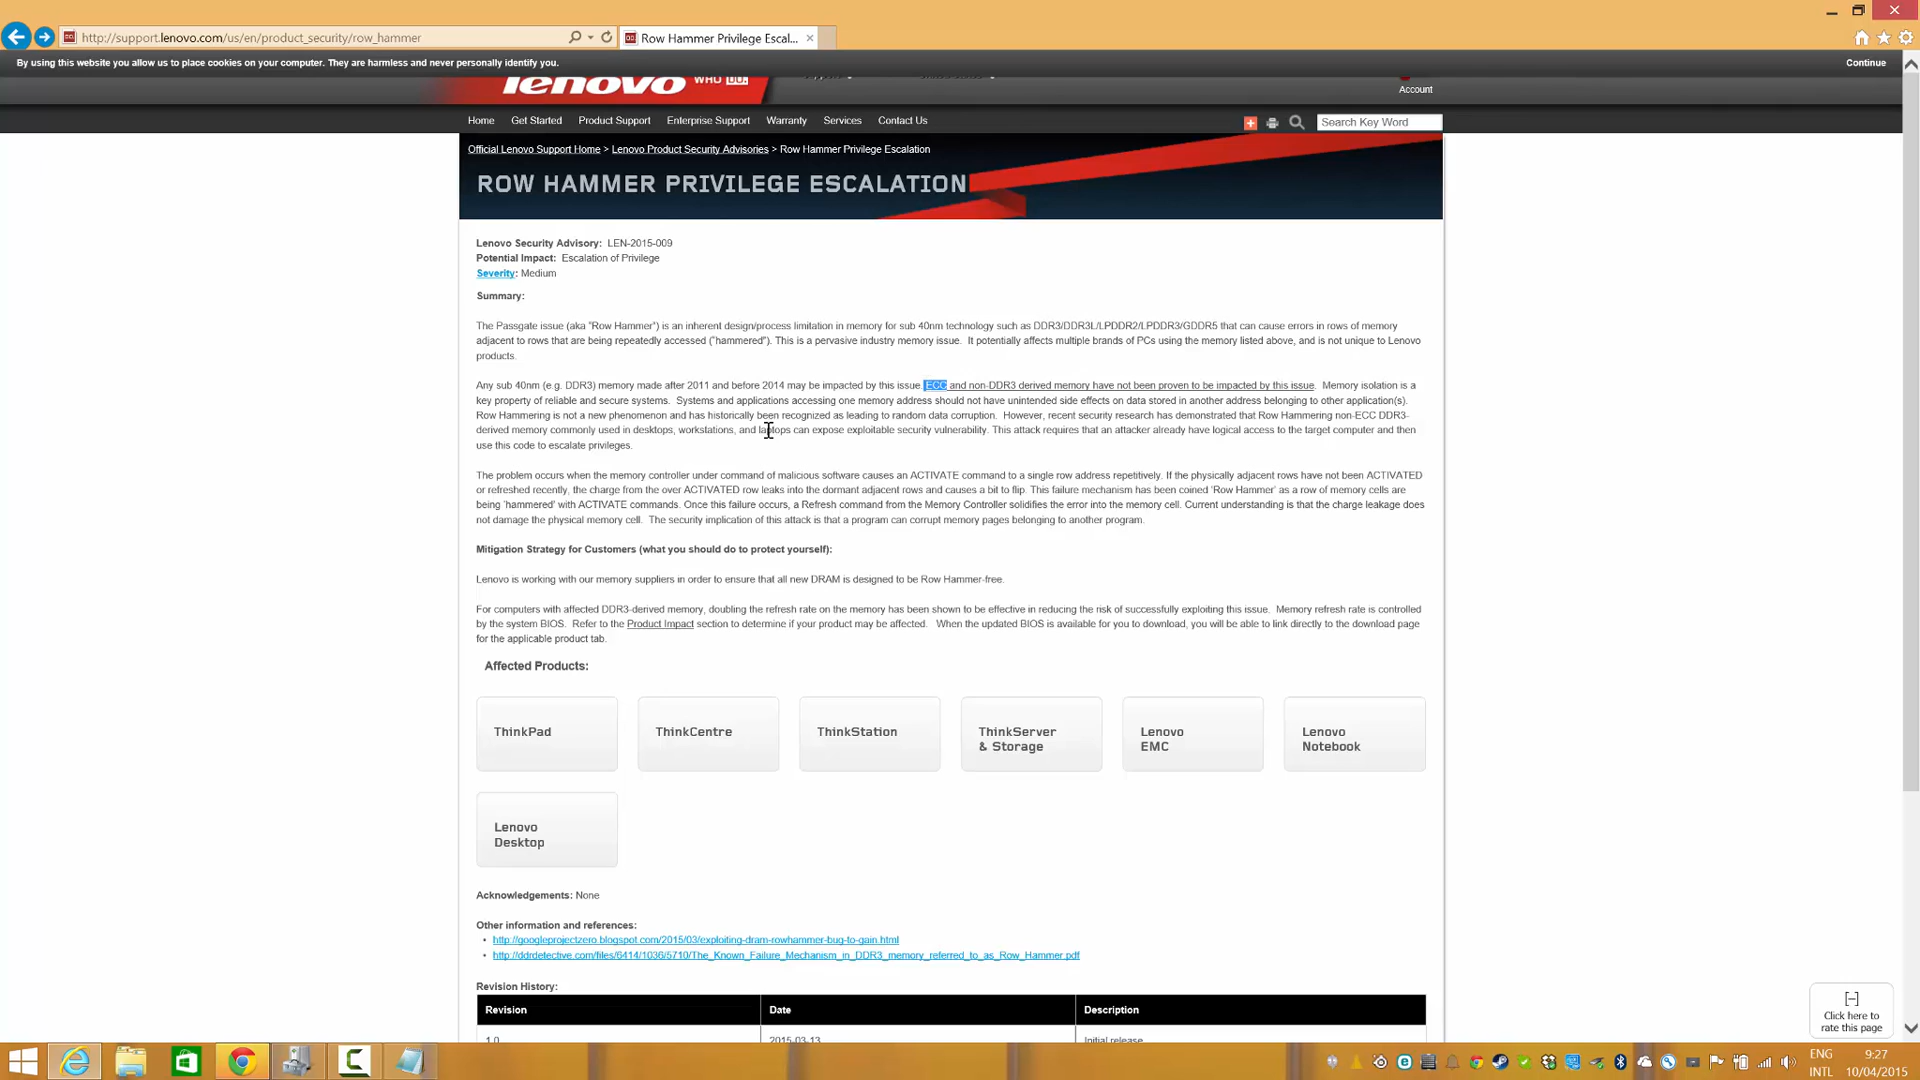 http://support.lenovo.com/us/en/product_security/row_hammer
Row Hammer Privilege Escal...
By using this website you allow us to place cookies on your computer. They are harmless and never personally identify you.
Continue
lenovo WHO DO.
Account
Home Get Started Product Support Enterprise Support Warranty Services Contact Us
Search Key Word
Official Lenovo Support Home > Lenovo Product Security Advisories > Row Hammer Privilege Escalation
ROW HAMMER PRIVILEGE ESCALATION
Lenovo Security Advisory: LEN-2015-009
Potential Impact: Escalation of Privilege
Severity: Medium
Summary:
The Passgate issue (aka "Row Hammer") is an inherent design/process limitation in memory for sub 40nm technology such as DDR3/DDR3L/LPDDR2/LPDDR3/GDDR5 that can cause errors in rows of memory
adjacent to rows that are being repeatedly accessed ("hammered"). This is a pervasive industry memory issue. It potentially affects multiple brands of PCs using the memory listed above, and is not unique to Lenovo
products.
Any sub 40nm (e.g. DDR3) memory made after 2011 and before 2014 may be impacted by this issue. ECC and non-DDR3 derived memory have not been proven to be impacted by this issue. Memory isolation is a
key property of reliable and secure systems. Systems and applications accessing one memory address should not have unintended side effects on data stored in another address belonging to other application(s).
Row Hammering is not a new phenomenon and has historically been recognized as leading to random data corruption. However, recent security research has demonstrated that Row Hammering non-ECC DDR3-
derived memory commonly used in desktops, workstations, and laptops can expose exploitable security vulnerability. This attack requires that an attacker already have logical access to the target computer and then
use this code to escalate privileges.
The problem occurs when the memory controller under command of malicious software causes an ACTIVATE command to a single row address repetitively. If the physically adjacent rows have not been ACTIVATED
or refreshed recently, the charge from the over ACTIVATED row leaks into the dormant adjacent rows and causes a bit to flip. This failure mechanism has been coined 'Row Hammer' as a row of memory cells are
being 'hammered' with ACTIVATE commands. Once this failure occurs, a Refresh command from the Memory Controller solidifies the error into the memory cell. Current understanding is that the charge leakage does
not damage the physical memory cell. The security implication of this attack is that a program can corrupt memory pages belonging to another program.
Mitigation Strategy for Customers (what you should do to protect yourself):
Lenovo is working with our memory suppliers in order to ensure that all new DRAM is designed to be Row Hammer-free.
For computers with affected DDR3-derived memory, doubling the refresh rate on the memory has been shown to be effective in reducing the risk of successfully exploiting this issue. Memory refresh rate is controlled
by the system BIOS. Refer to the Product Impact section to determine if your product may be affected. When the updated BIOS is available for you to download, you will be able to link directly to the download page
for the applicable product tab.
Affected Products:
ThinkPad
ThinkCentre
ThinkStation
ThinkServer
& Storage
Lenovo
EMC
Lenovo
Notebook
Lenovo
Desktop
Acknowledgements: None
Other information and references:
• http://googleprojectzero.blogspot.com/2015/03/exploiting-dram-rowhammer-bug-to-gain.html
• http://ddrdetective.com/files/6414/1036/5710/The_Known_Failure_Mechanism_in_DDR3_memory_referred_to_as_Row_Hammer.pdf
Revision History:
Revision Date Description
1.0 2015-03-13 Initial release
[-]
Click here to
rate this page
ENG
INTL
9:27
10/04/2015